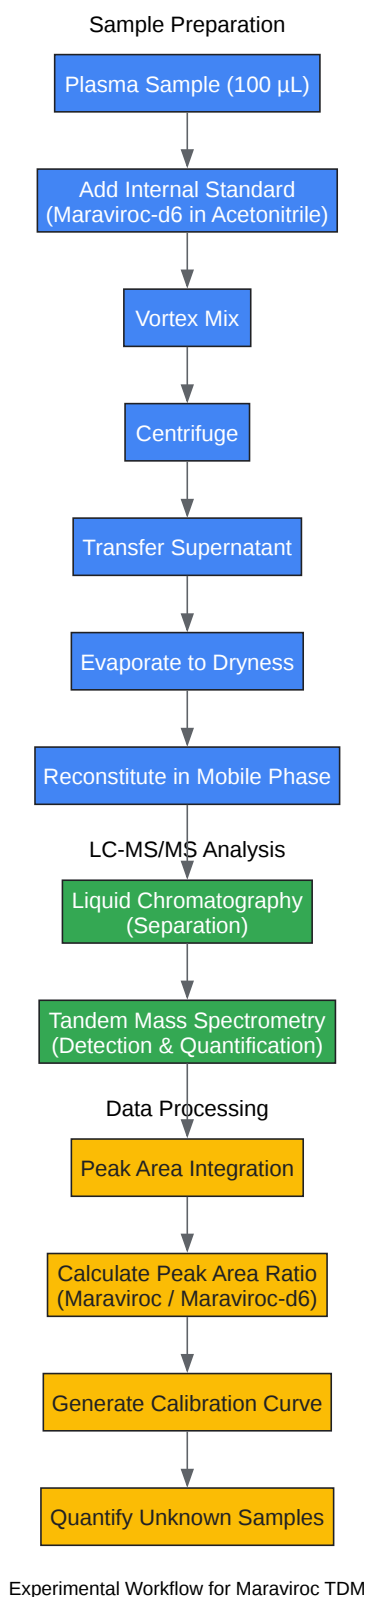 Sample Preparation
Plasma Sample (100 µL)
Add Internal Standard
(Maraviroc-d6 in Acetonitrile)
Vortex Mix
Centrifuge
Transfer Supernatant
Evaporate to Dryness
Reconstitute in Mobile Phase
LC-MS/MS Analysis
Liquid Chromatography
(Separation)
Tandem Mass Spectrometry
(Detection & Quantification)
Data Processing
Peak Area Integration
Calculate Peak Area Ratio
(Maraviroc / Maraviroc-d6)
Generate Calibration Curve
Quantify Unknown Samples
Experimental Workflow for Maraviroc TDM